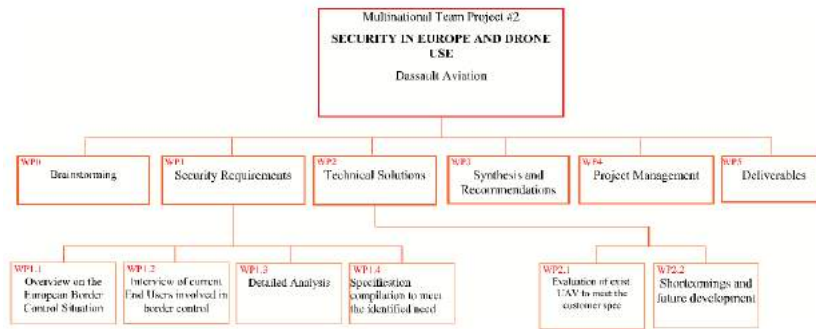 Multinational Team Project #2
SECURITY IN EUROPE AND DRONE
USE
Dassault Aviation
WP0
Brainstorming
WP1
Security Requirements
WP2
Technical Solutions
WP3
Synthesis and
Recommendations
WP4
Project Management
WP5
Deliverables
WP1.1
Overview on the
European Border
Control Situation
WP1.2
Interview of current
End Users involved in
border control
WP1.3
Detailed Analysis
WP1.4
Specification
compilation to meet
the identified need
WP2.1
Evaluation of exist
UAV to meet the
customer spec
WP2.2
Shortcomings and
future development